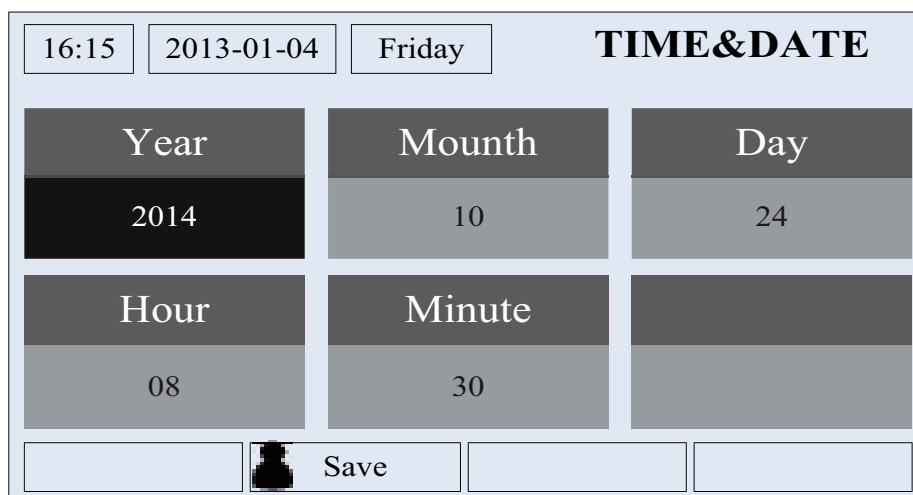 16:15 2013-01-04 Friday TIME&DATE
Year Mounth Day
2014 10 24
Hour Minute
08 30
Save